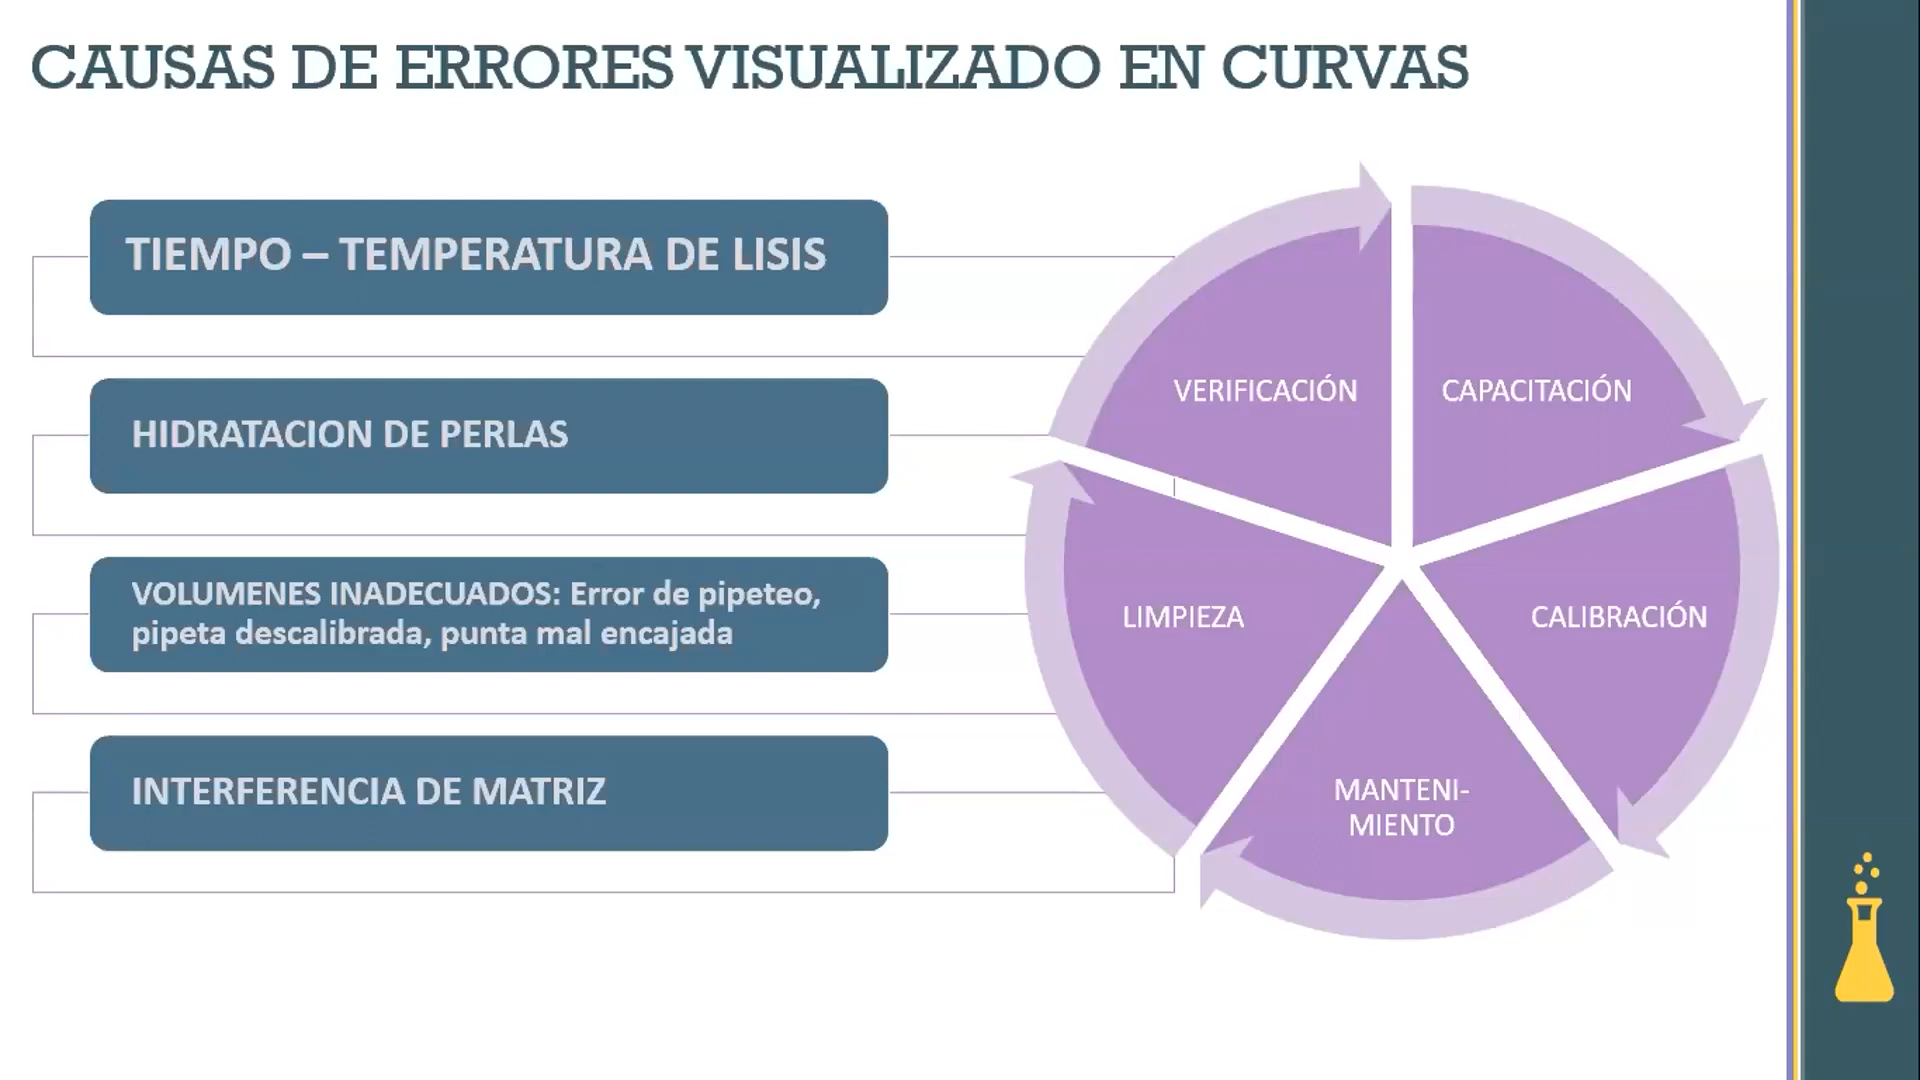 CAUSAS DE ERRORES VISUALIZADO EN CURVAS
TIEMPO – TEMPERATURA DE LISIS
HIDRATACION DE PERLAS
VOLUMENES INADECUADOS: Error de pipeteo,
pipeta descalibrada, punta mal encajada
INTERFERENCIA DE MATRIZ
VERIFICACIÓN
CAPACITACIÓN
LIMPIEZA
CALIBRACIÓN
MANTENI-
MIENTO